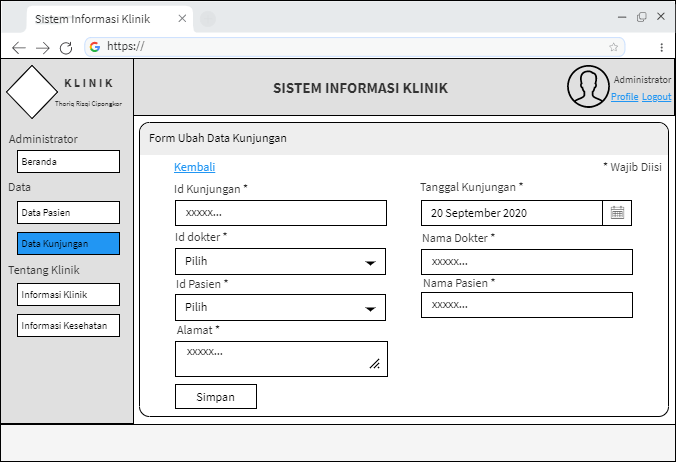 Sistem Informasi Klinik
https://
KLINIK
Thoriq Risqi Cipongkor
SISTEM INFORMASI KLINIK
Administrator
Profile Logout
Administrator
Beranda
Data
Data Pasien
Data Kunjungan
Tentang Klinik
Informasi Klinik
Informasi Kesehatan
Form Ubah Data Kunjungan
Kembali
* Wajib Diisi
Id Kunjungan *
xxxxx...
Tanggal Kunjungan *
20 September 2020
Id dokter *
Pilih
Nama Dokter *
xxxxx...
Id Pasien *
Pilih
Nama Pasien *
xxxxx...
Alamat *
xxxxx...
Simpan